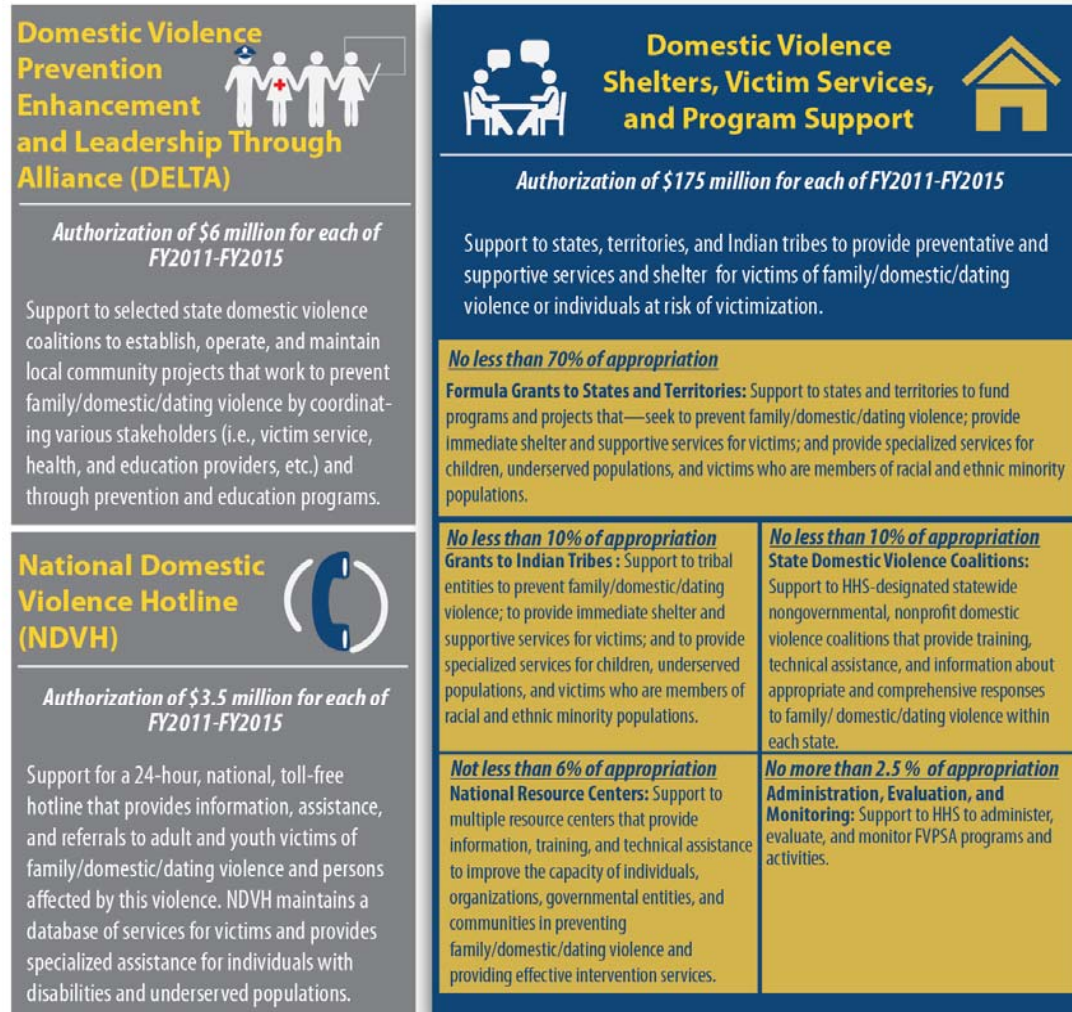 Domestic Violence
Prevention
Enhancement
and Leadership Through
Alliance (DELTA)
Authorization of $6 million for each of
FY2011-FY2015
Support to selected state domestic violence
coalitions to establish, operate, and maintain
local community projects that work to prevent
family/domestic/dating violence by coordinat-
ing various stakeholders (i.e., victim service,
health, and education providers, etc.) and
through prevention and education programs.
National Domestic
Violence Hotline
(NDVH)
Authorization of $3.5 million for each of
FY2011-FY2015
Support for a 24-hour, national, toll-free
hotline that provides information, assistance,
and referrals to adult and youth victims of
family/domestic/dating violence and persons
affected by this violence. NDVH maintains a
database of services for victims and provides
specialized assistance for individuals with
disabilities and underserved populations.
Domestic Violence
Shelters, Victim Services,
and Program Support
Authorization of $175 million for each of FY2011-FY2015
Support to states, territories, and Indian tribes to provide preventative and
supportive services and shelter for victims of family/domestic/dating
violence or individuals at risk of victimization.
No less than 70% of appropriation
Formula Grants to States and Territories: Support to states and territories to fund
programs and projects that—seek to prevent family/domestic/dating violence; provide
immediate shelter and supportive services for victims; and provide specialized services for
children, underserved populations, and victims who are members of racial and ethnic minority
populations.
No less than 10% of appropriation
Grants to Indian Tribes : Support to tribal
entities to prevent family/domestic/dating
violence; to provide immediate shelter and
supportive services for victims; and to provide
specialized services for children, underserved
populations, and victims who are members of
racial and ethnic minority populations.
No less than 10% of appropriation
State Domestic Violence Coalitions:
Support to HHS-designated statewide
nongovernmental, nonprofit domestic
violence coalitions that provide training,
technical assistance, and information about
appropriate and comprehensive responses
to family/ domestic/dating violence within
each state.
Not less than 6% of appropriation
National Resource Centers: Support to
multiple resource centers that provide
information, training, and technical assistance
to improve the capacity of individuals,
organizations, governmental entities, and
communities in preventing
family/domestic/dating violence and
providing effective intervention services.
No more than 2.5 % of appropriation
Administration, Evaluation, and
Monitoring: Support to HHS to administer,
evaluate, and monitor FVPSA programs and
activities.